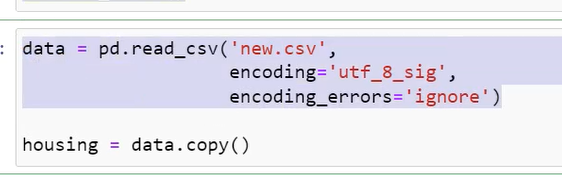 : data = pd.read_csv('new.csv',
encoding='utf_8_sig',
encoding_errors='ignore')
housing = data.copy()